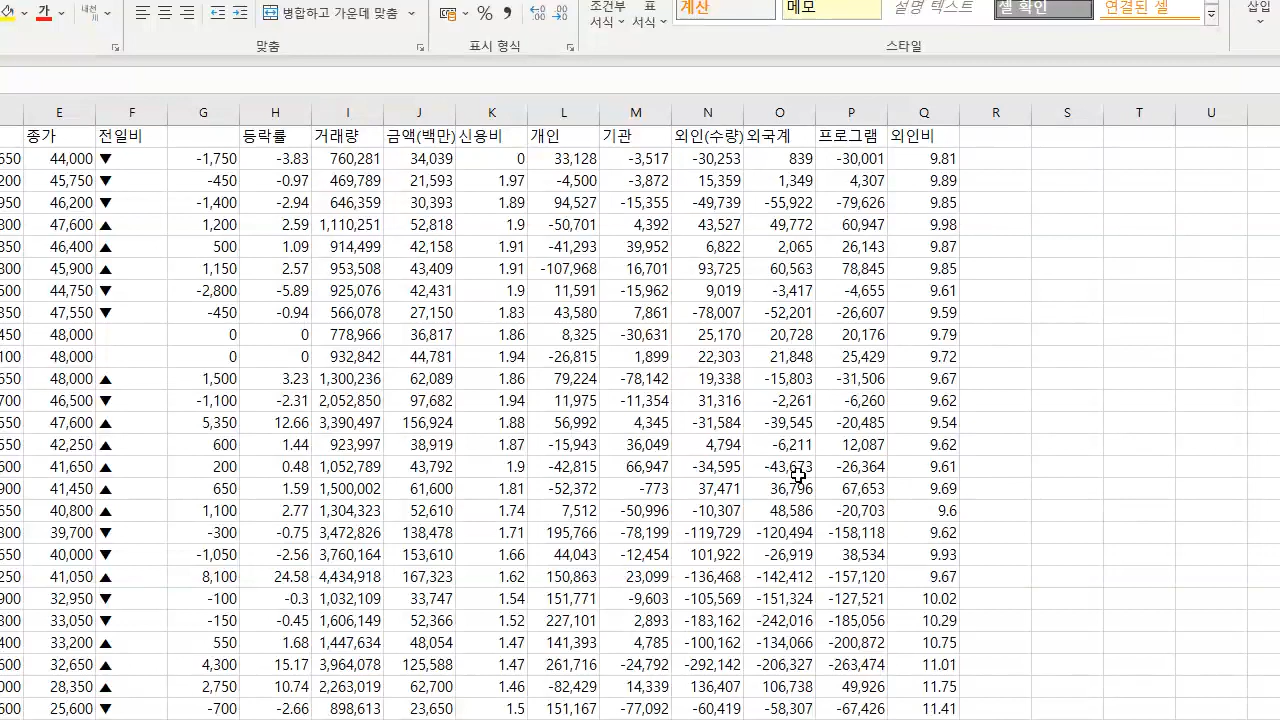 가 내천 병합하고 가운데 맞춤 % 조건부 서식 표 서식 계산 메모 설명 텍스트 셀 확인 연결된 셀 삽입
맞춤 표시 형식 스타일
E F G H I J K L M N O P Q R S T U
종가 전일비 등락률 거래량 금액(백만) 신용비 개인 기관 외인(수량) 외국계 프로그램 외인비
650 44,000 ▼ -1,750 -3.83 760,281 34,039 0 33,128 -3,517 -30,253 839 -30,001 9.81
200 45,750 ▼ -450 -0.97 469,789 21,593 1.97 -4,500 -3,872 15,359 1,349 4,307 9.89
950 46,200 ▼ -1,400 -2.94 646,359 30,393 1.89 94,527 -15,355 -49,739 -55,922 -79,626 9.85
800 47,600 ▲ 1,200 2.59 1,110,251 52,818 1.9 -50,701 4,392 43,527 49,772 60,947 9.98
350 46,400 ▲ 500 1.09 914,499 42,158 1.91 -41,293 39,952 6,822 2,065 26,143 9.87
800 45,900 ▲ 1,150 2.57 953,508 43,409 1.91 -107,968 16,701 93,725 60,563 78,845 9.85
500 44,750 ▼ -2,800 -5.89 925,076 42,431 1.9 11,591 -15,962 9,019 -3,417 -4,655 9.61
350 47,550 ▼ -450 -0.94 566,078 27,150 1.83 43,580 7,861 -78,007 -52,201 -26,607 9.59
450 48,000 0 0 778,966 36,817 1.86 8,325 -30,631 25,170 20,728 20,176 9.79
100 48,000 0 0 932,842 44,781 1.94 -26,815 1,899 22,303 21,848 25,429 9.72
650 48,000 ▲ 1,500 3.23 1,300,236 62,089 1.86 79,224 -78,142 19,338 -15,803 -31,506 9.67
700 46,500 ▼ -1,100 -2.31 2,052,850 97,682 1.94 11,975 -11,354 31,316 -2,261 -6,260 9.62
550 47,600 ▲ 5,350 12.66 3,390,497 156,924 1.88 56,992 4,345 -31,584 -39,545 -20,485 9.54
550 42,250 ▲ 600 1.44 923,997 38,919 1.87 -15,943 36,049 4,794 -6,211 12,087 9.62
600 41,650 ▲ 200 0.48 1,052,789 43,792 1.9 -42,815 66,947 -34,595 -43,673 -26,364 9.61
900 41,450 ▲ 650 1.59 1,500,002 61,600 1.81 -52,372 -773 37,471 36,796 67,653 9.69
650 40,800 ▲ 1,100 2.77 1,304,323 52,610 1.74 7,512 -50,996 -10,307 48,586 -20,703 9.6
800 39,700 ▼ -300 -0.75 3,472,826 138,478 1.71 195,766 -78,199 -119,729 -120,494 -158,118 9.62
650 40,000 ▼ -1,050 -2.56 3,760,164 153,610 1.66 44,043 -12,454 101,922 -26,919 38,534 9.93
250 41,050 ▲ 8,100 24.58 4,434,918 167,323 1.62 150,863 23,099 -136,468 -142,412 -157,120 9.67
900 32,950 ▼ -100 -0.3 1,032,109 33,747 1.54 151,771 -9,603 -105,569 -151,324 -127,521 10.02
800 33,050 ▼ -150 -0.45 1,606,149 52,366 1.52 227,101 2,893 -183,162 -242,016 -185,056 10.29
400 33,200 ▲ 550 1.68 1,447,634 48,054 1.47 141,393 4,785 -100,162 -134,066 -200,872 10.75
600 32,650 ▲ 4,300 15.17 3,964,078 125,588 1.47 261,716 -24,792 -292,142 -206,327 -263,474 11.01
000 28,350 ▲ 2,750 10.74 2,263,019 62,700 1.46 -82,429 14,339 136,407 106,738 49,926 11.75
600 25,600 ▼ -700 -2.66 898,613 23,650 1.5 151,167 -77,092 -60,419 -58,307 -67,426 11.41